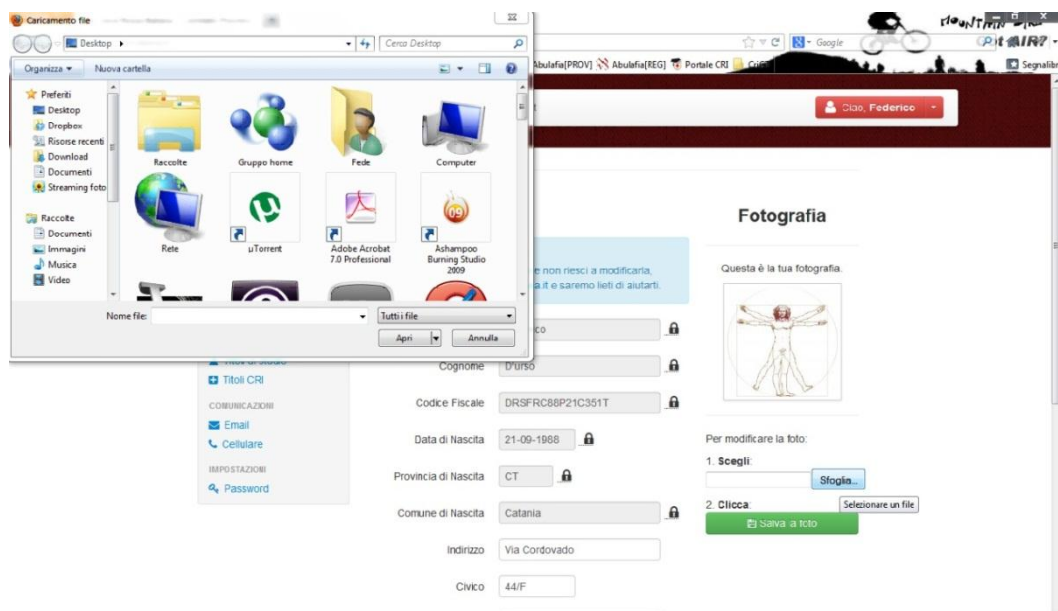 Caricamento file
Desktop
Cerca Desktop
Organizza
Nuova cartella
Preferiti
Desktop
Dropbox
Risorse recenti
Download
Documenti
Streaming foto
Raccolte
Documenti
Immagini
Musica
Video
Raccolte
Gruppo home
Fede
Computer
Rete
µTorrent
Adobe Acrobat
7.0 Professional
09
Ashampoo
Burning Studio
2009
Nome file:
Tutti i file
Apri
Annulla
Google
Abulafia[PROV]
Abulafia[REG]
Portale CRI
Segnalibr
Ciao, Federico
e non riesci a modificarla,
a.it e saremo lieti di aiutarti.
Titoli CRI
COMUNICAZIONI
Email
Cellulare
IMPOSTAZIONI
Password
Cognome D'urso
Codice Fiscale DRSFRC88P21C351T
Data di Nascita 21-09-1988
Provincia di Nascita CT
Comune di Nascita Catania
Indirizzo Via Cordovado
Civico 44/F
Fotografia
Questa è la tua fotografia.
Per modificare la foto:
1. Scegli:
Sfoglia...
2. Clicca:
Selezionare un file
Salva la foto